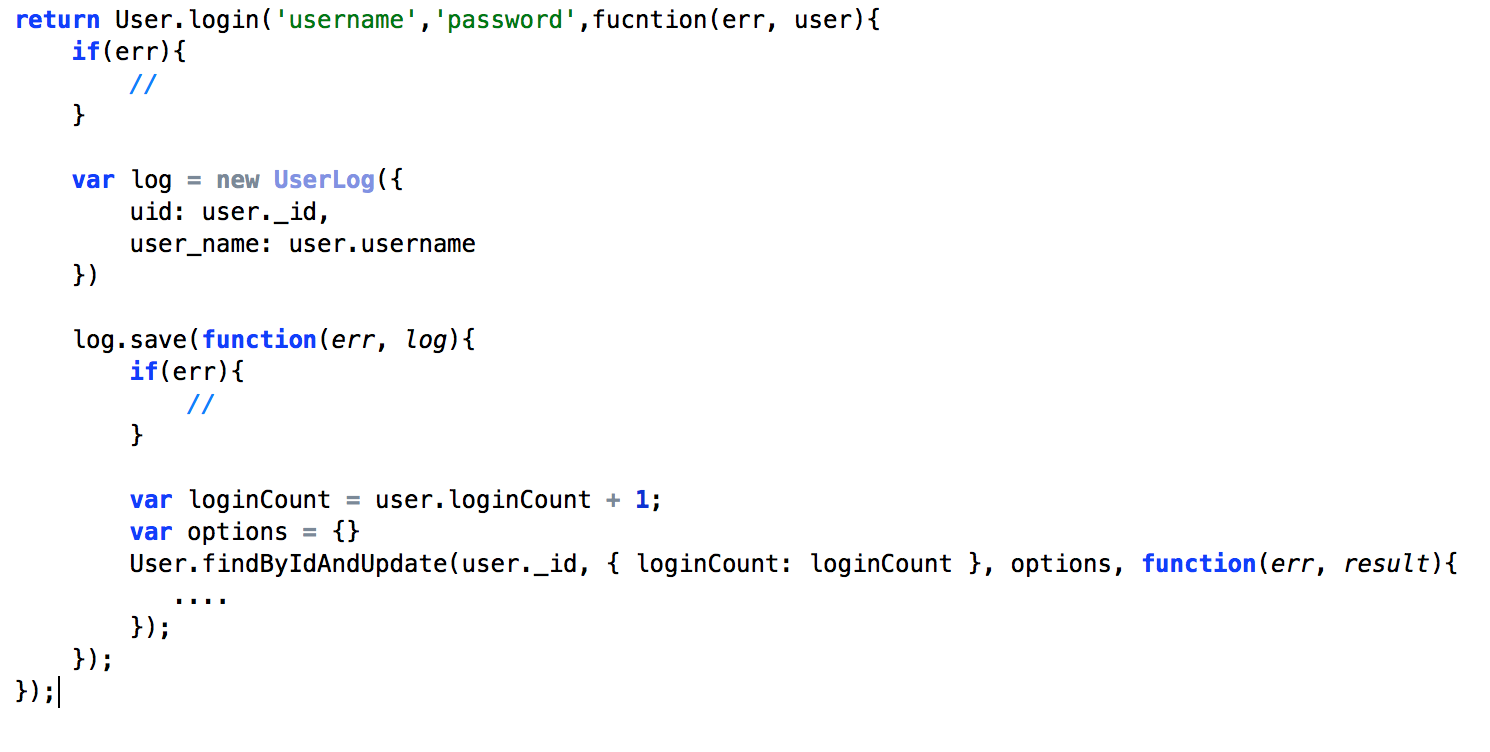 return User.login('username','password',fucntion(err, user){
    if(err){
        //
    }

    var log = new UserLog({
        uid: user._id,
        user_name: user.username
    })

    log.save(function(err, log){
        if(err){
            //
        }

        var loginCount = user.loginCount + 1;
        var options = {}
        User.findByIdAndUpdate(user._id, { loginCount: loginCount }, options, function(err, result){
           ....
        });
    });
});